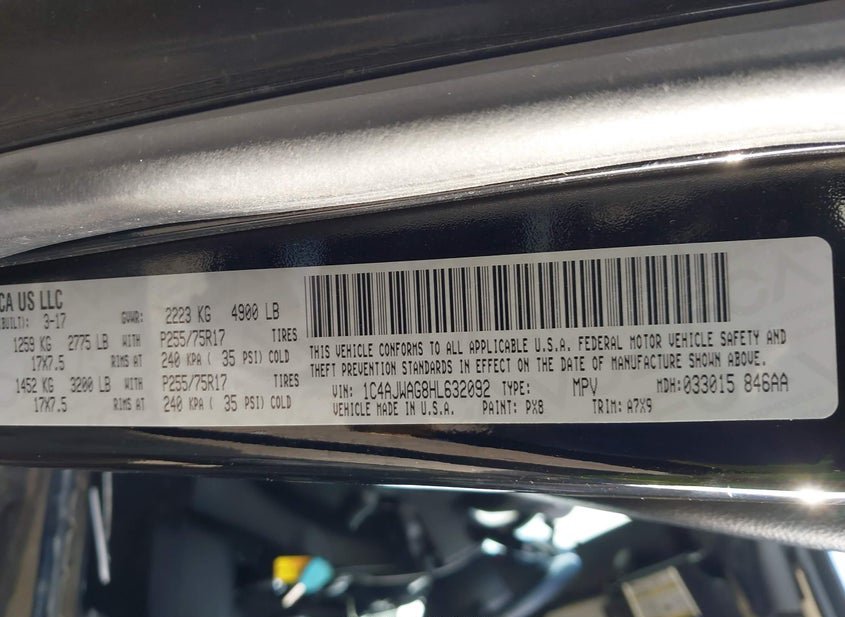 CA US LLC
BUILT): 3-17 GVWR: 2223 KG 4900 LB
1259 KG 2775 LB WITH P255/75R17 TIRES
17X7.5 RIMS AT 240 KPA ( 35 PSI) COLD
1452 KG 3200 LB WITH P255/75R17 TIRES
17X7.5 RIMS AT 240 KPA ( 35 PSI) COLD
THIS VEHICLE CONFORMS TO ALL APPLICABLE U.S.A. FEDERAL MOTOR VEHICLE SAFETY AND
THEFT PREVENTION STANDARDS IN EFFECT ON THE DATE OF MANUFACTURE SHOWN ABOVE.
VIN: 1C4AJWAG8HL632092 TYPE: MPV MDH: 033015 846AA
VEHICLE MADE IN U.S.A. PAINT: PX8 TRIM: A7X9